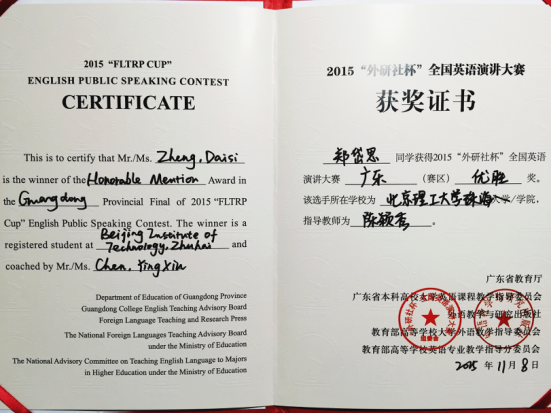 2015 “FLTRP CUP”
ENGLISH PUBLIC SPEAKING CONTEST
CERTIFICATE
This is to certify that Mr./Ms. Zheng, Daisi
is the winner of the Honorable Mention Award in
the Guangdong Provincial Final of 2015 “FLTRP
Cup” English Public Speaking Contest. The winner is a
registered student at Beijing Institute of
Technology, Zhuhai and
coached by Mr./Ms. Chen, Yingxin
Department of Education of Guangdong Province
Guangdong College English Teaching Advisory Board
Foreign Language Teaching and Research Press
The National Foreign Languages Teaching Advisory Board
under the Ministry of Education
The National Advisory Committee on Teaching English Language to Majors
in Higher Education under the Ministry of Education
2015 “外研社杯” 全国英语演讲大赛
获奖证书
郑岱思 同学获得2015 “外研社杯” 全国英语
演讲大赛 广东 (赛区) 优胜 奖。
该选手所在学校为 北京理工大学珠海 大学/学院,
指导教师为 陈颖 。
广东省教育厅
广东省本科高校大学英语课程教学指导委员会
外语教学与研究出版社
教育部高等学校大学外语教学指导委员会
教育部高等学校英语专业教学指导分委员会
2015 年 11 月 8 日